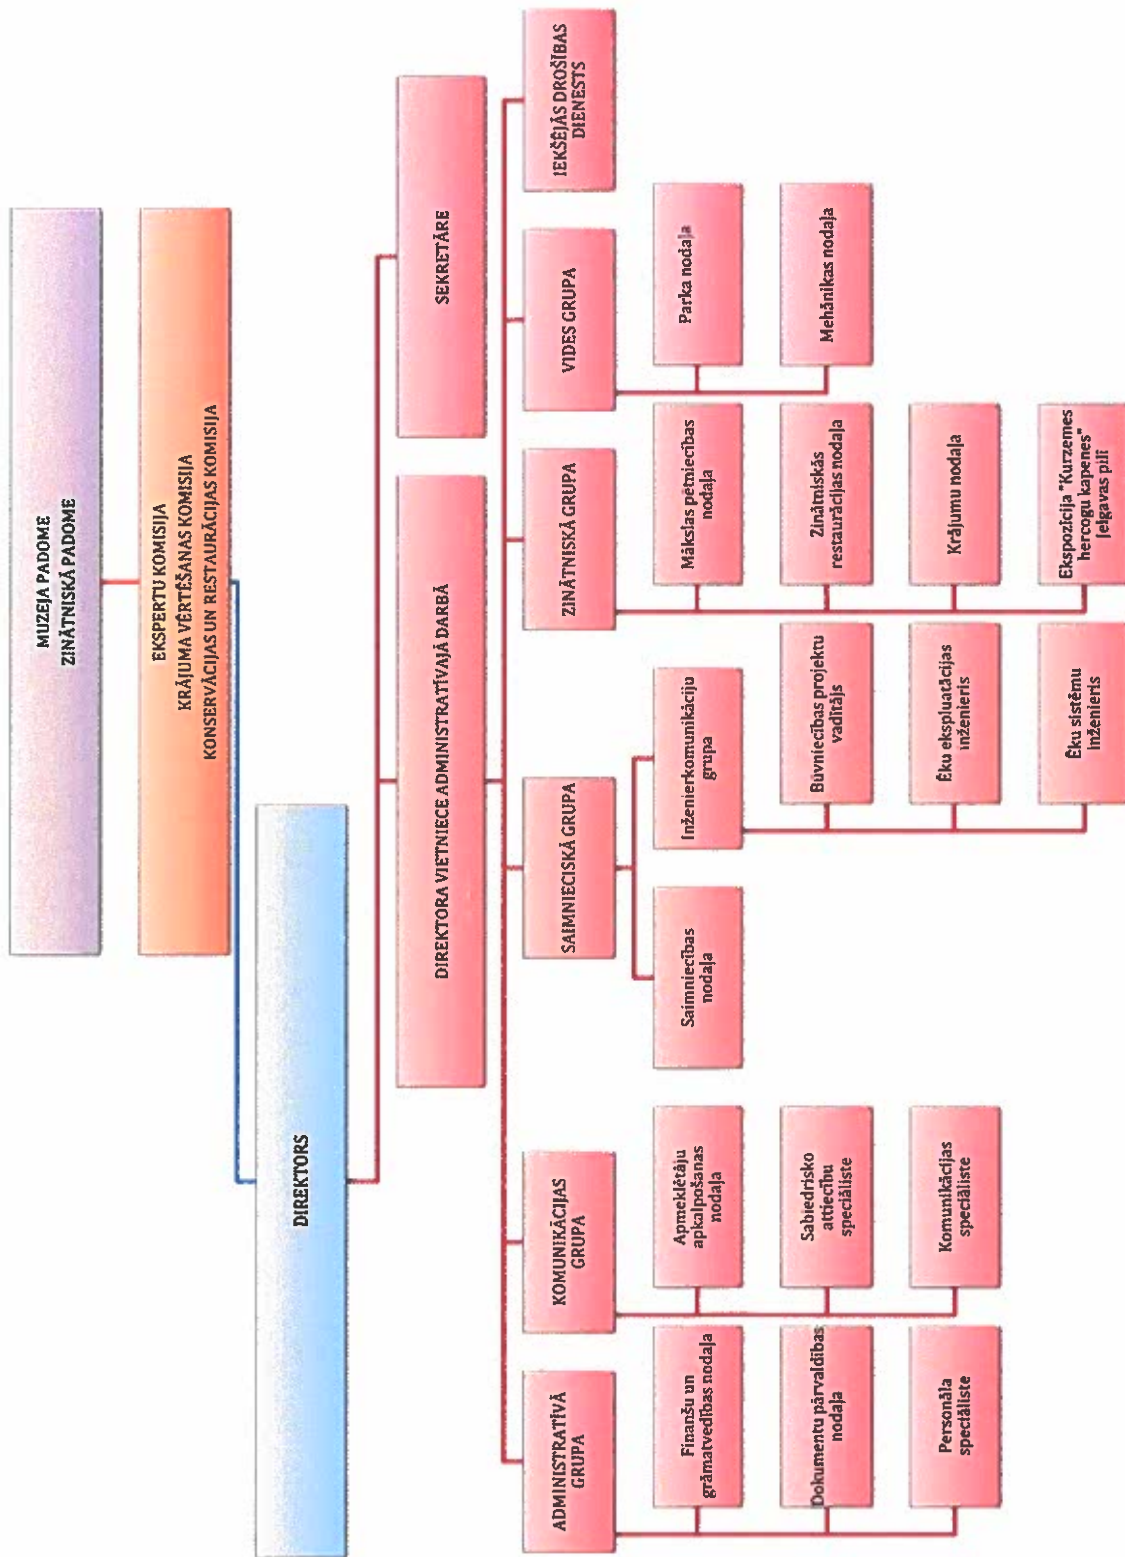 MUZEJA PADOME
ZINĀTNISKĀ PADOME
EKSPERTU KOMISIJA
KRĀJUMA VĒRTĒŠANAS KOMISIJA
KONSERVĀCIJAS UN RESTAURĀCIJAS KOMISIJA
DIREKTORS
DIREKTORA VIETNIECE ADMINISTRATĪVAJĀ DARBĀ
SEKRETĀRE
ADMINISTRATĪVĀ
GRUPA
Finanšu un
grāmatvedības nodaļa
Dokumentu pārvaldības
nodaļa
Personāla
speciāliste
KOMUNIKĀCIJAS
GRUPA
Apmeklētāju
apkalpošanas
nodaļa
Sabiedrisko
attiecību
speciāliste
Komunikācijas
speciāliste
SAIMNIECISKĀ GRUPA
Saimniecības
nodaļa
Inženierkomunikāciju
grupa
Būvniecības projektu
vadītājs
Ēku ekspluatācijas
inženieris
Ēku sistēmu
inženieris
ZINĀTNISKĀ GRUPA
Mākslas pētniecības
nodaļa
Zinātniskās
restaurācijas nodaļa
Krājumu nodaļa
Ekspozīcija "Kurzemes
hercogu kapenes"
Jelgavas pilī
VIDES GRUPA
Parka nodaļa
Mehānikas nodaļa
IEKŠĒJĀS DROŠĪBAS
DIENESTS